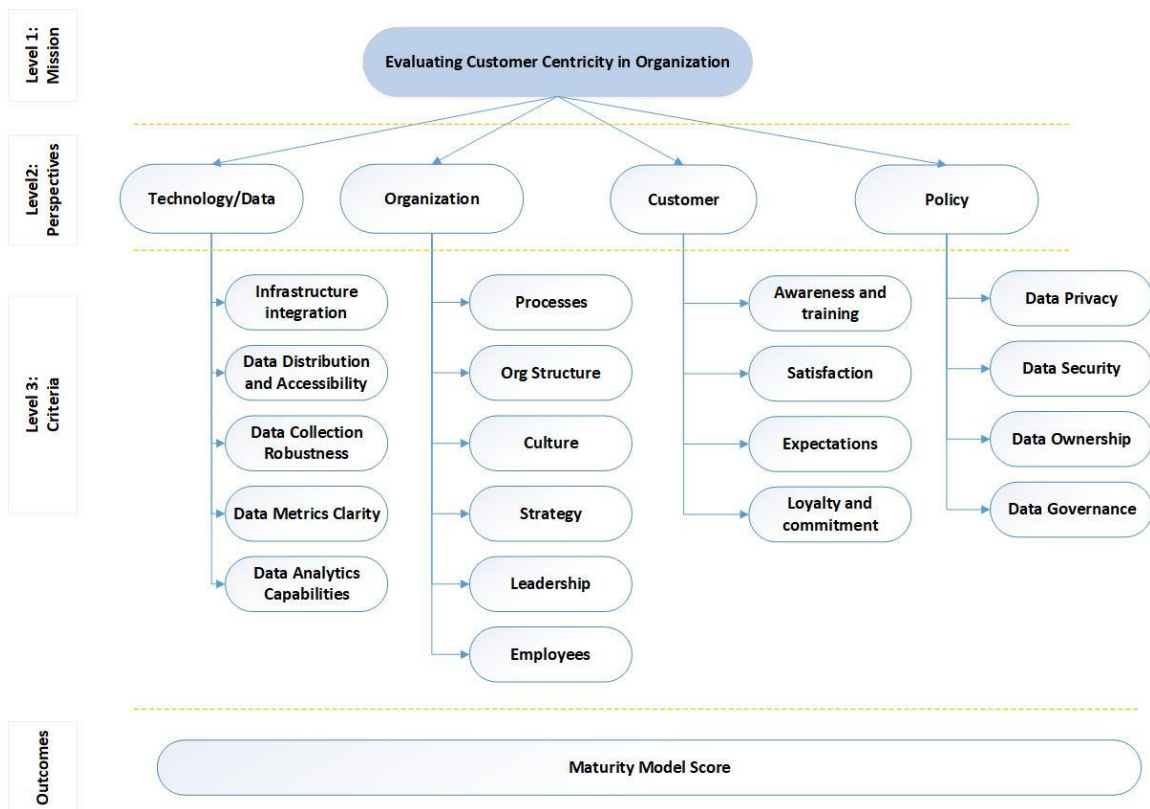 Level 1:
Mission
Evaluating Customer Centricity in Organization
Level2:
Perspectives
Technology/Data
Organization
Customer
Policy
Level 3:
Criteria
Infrastructure
integration
Data Distribution
and Accessibility
Data Collection
Robustness
Data Metrics Clarity
Data Analytics
Capabilities
Processes
Org Structure
Culture
Strategy
Leadership
Employees
Awareness and
training
Satisfaction
Expectations
Loyalty and
commitment
Data Privacy
Data Security
Data Ownership
Data Governance
Outcomes
Maturity Model Score